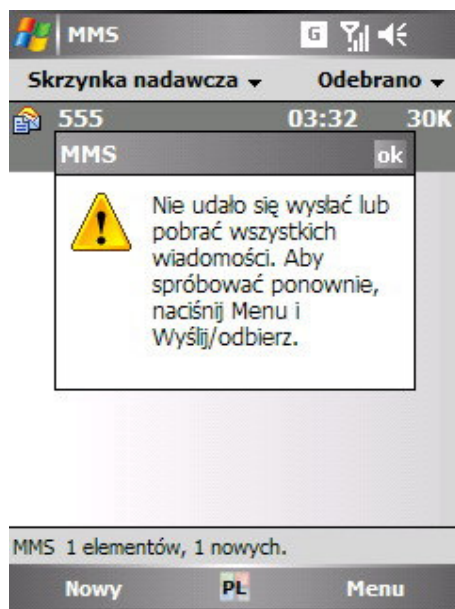 MMS G
Skrzynka nadawcza Odebrano
555 03:32 30K
MMS ok
Nie udało się wysłać lub
pobrać wszystkich
wiadomości. Aby
spróbować ponownie,
naciśnij Menu i
Wyślij/odbierz.
MMS 1 elementów, 1 nowych.
Nowy PL Menu